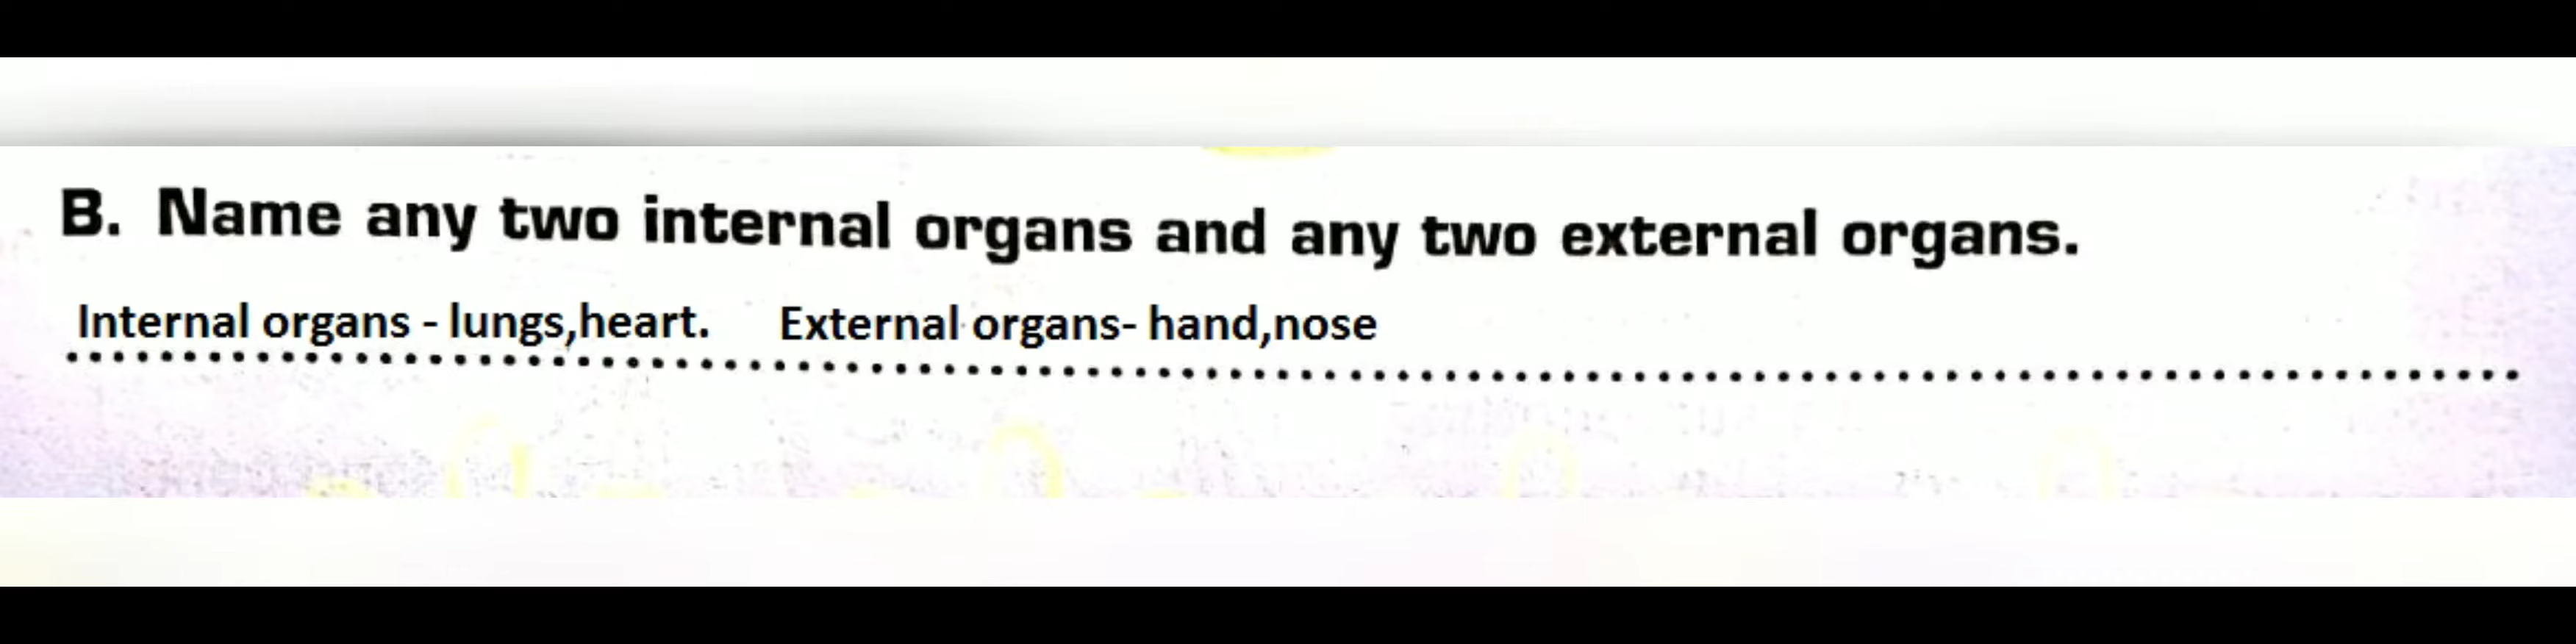 B. Name any two internal organs and any two external organs.
Internal organs - lungs,heart. External organs- hand,nose